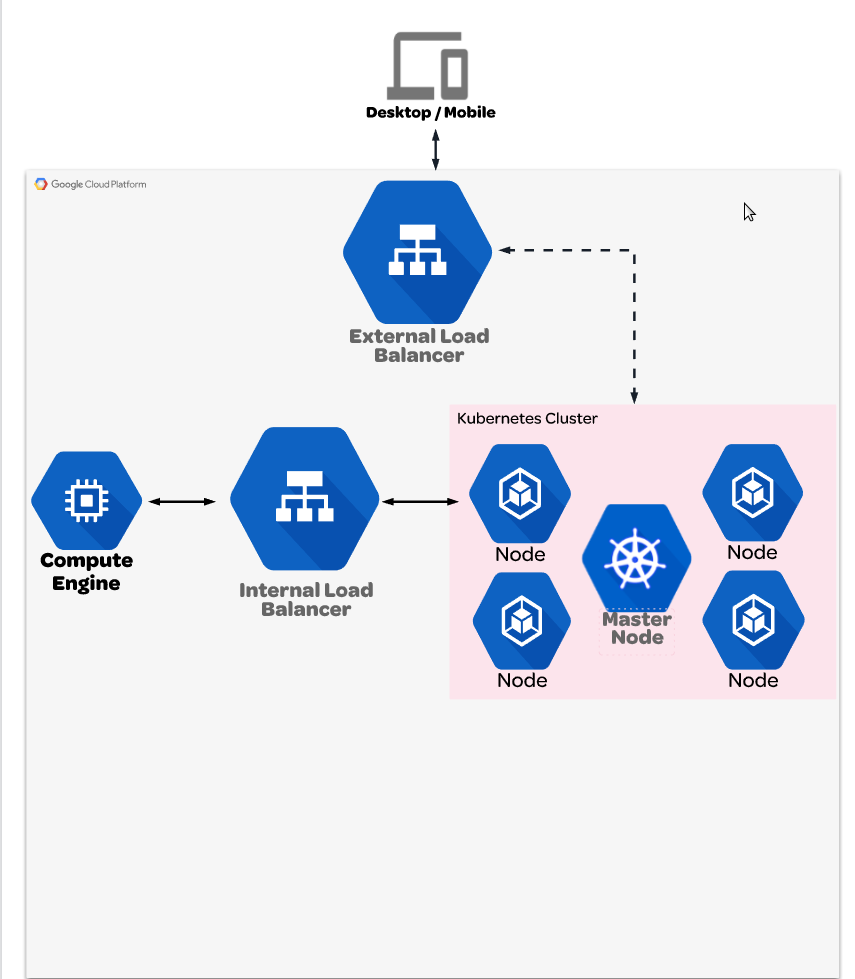 Desktop / Mobile
Google Cloud Platform
External Load
Balancer
Kubernetes Cluster
Compute
Engine
Internal Load
Balancer
Node
Node
Master
Node
Node
Node